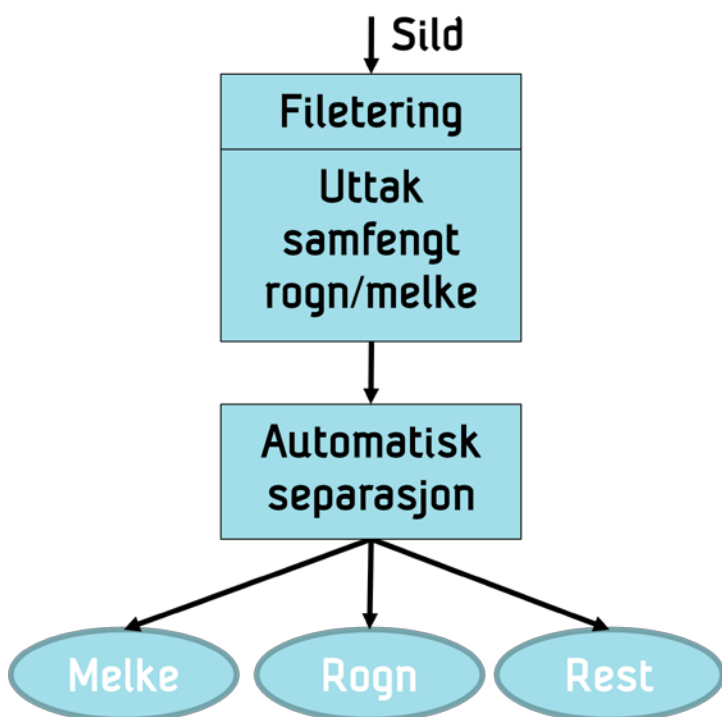 Sild
Filetering
Uttak
samfengt
rogn/melke
Automatisk
separasjon
Melke
Rogn
Rest